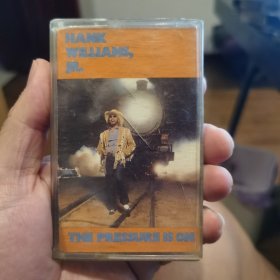 HANK
WILLIAMS,
JR.
THE PRESSURE IS ON